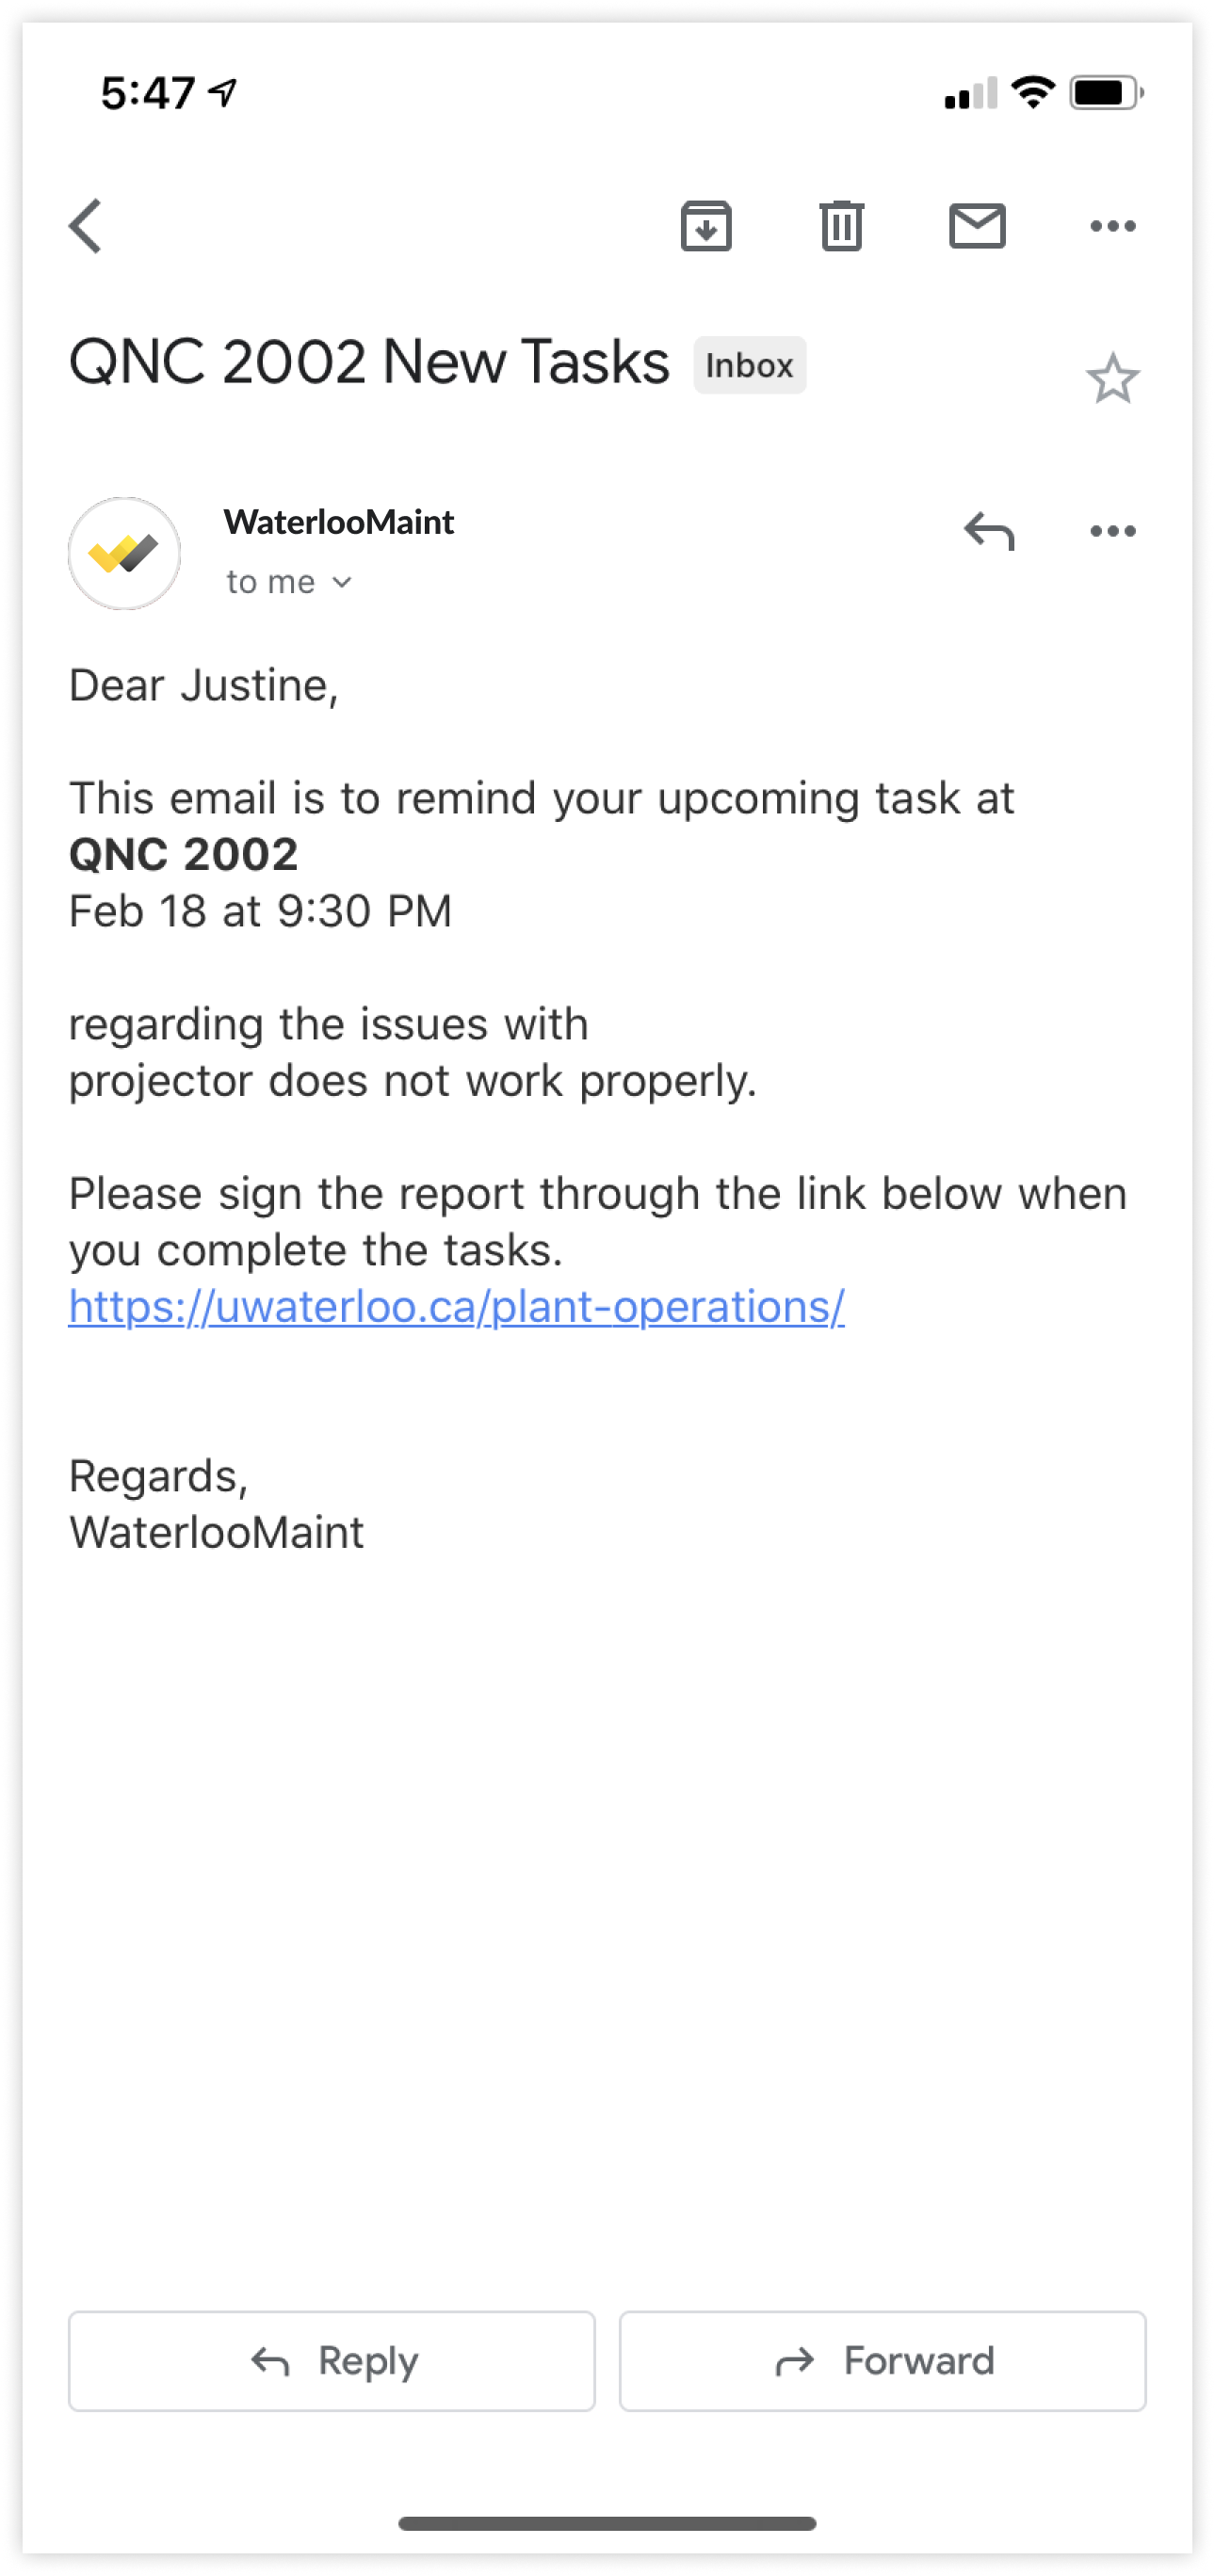 5:47
QNC 2002 New Tasks Inbox
WaterlooMaint
to me
Dear Justine,
This email is to remind your upcoming task at
QNC 2002
Feb 18 at 9:30 PM
regarding the issues with
projector does not work properly.
Please sign the report through the link below when
you complete the tasks.
https://uwaterloo.ca/plant-operations/
Regards,
WaterlooMaint
Reply Forward